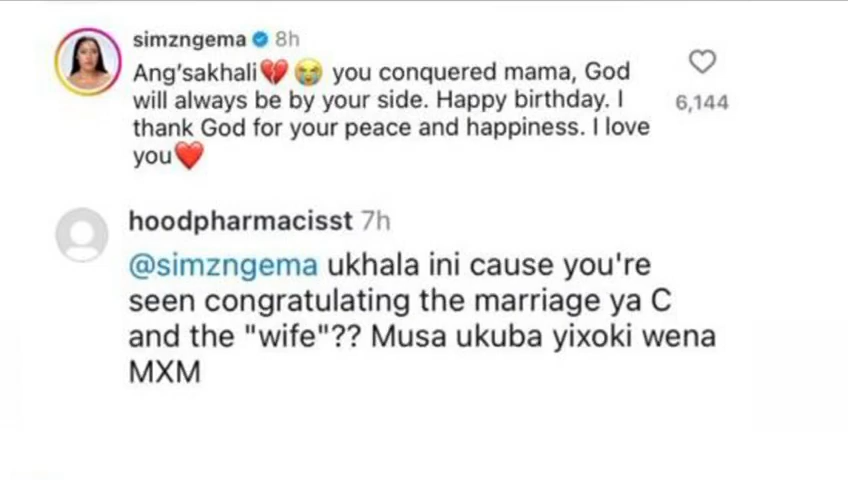 simzngema 8h
Ang'sakhali💔😭 you conquered mama, God
will always be by your side. Happy birthday. I
thank God for your peace and happiness. I love
you❤️
6,144
hoodpharmacisst 7h
@simzngema ukhala ini cause you're
seen congratulating the marriage ya C
and the "wife"?? Musa ukuba yixoki wena
MXM